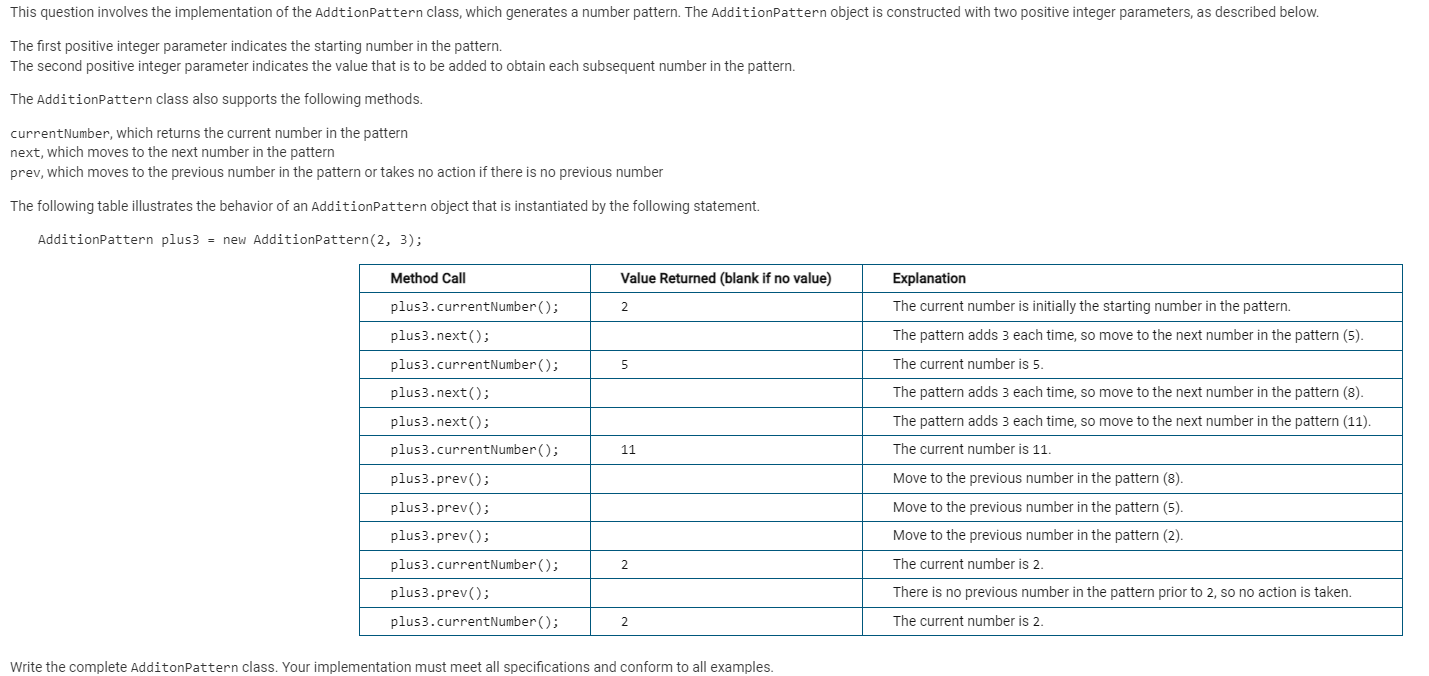 This question involves the implementation of the AddtionPattern class, which generates a number pattern. The AdditionPattern object is constructed with two positive integer parameters, as described below.
The first positive integer parameter indicates the starting number in the pattern.
The second positive integer parameter indicates the value that is to be added to obtain each subsequent number in the pattern.
The AdditionPattern class also supports the following methods.
currentNumber, which returns the current number in the pattern
next, which moves to the next number in the pattern
prev, which moves to the previous number in the pattern or takes no action if there is no previous number
The following table illustrates the behavior of an AdditionPattern object that is instantiated by the following statement.
AdditionPattern plus3 = new AdditionPattern(2, 3);
Method Call Value Returned (blank if no value) Explanation
plus3.currentNumber(); 2 The current number is initially the starting number in the pattern.
plus3.next(); The pattern adds 3 each time, so move to the next number in the pattern (5).
plus3.currentNumber(); 5 The current number is 5.
plus3.next(); The pattern adds 3 each time, so move to the next number in the pattern (8).
plus3.next(); The pattern adds 3 each time, so move to the next number in the pattern (11).
plus3.currentNumber(); 11 The current number is 11.
plus3.prev(); Move to the previous number in the pattern (8).
plus3.prev(); Move to the previous number in the pattern (5).
plus3.prev(); Move to the previous number in the pattern (2).
plus3.currentNumber(); 2 The current number is 2.
plus3.prev(); There is no previous number in the pattern prior to 2, so no action is taken.
plus3.currentNumber(); 2 The current number is 2.
Write the complete AdditonPattern class. Your implementation must meet all specifications and conform to all examples.